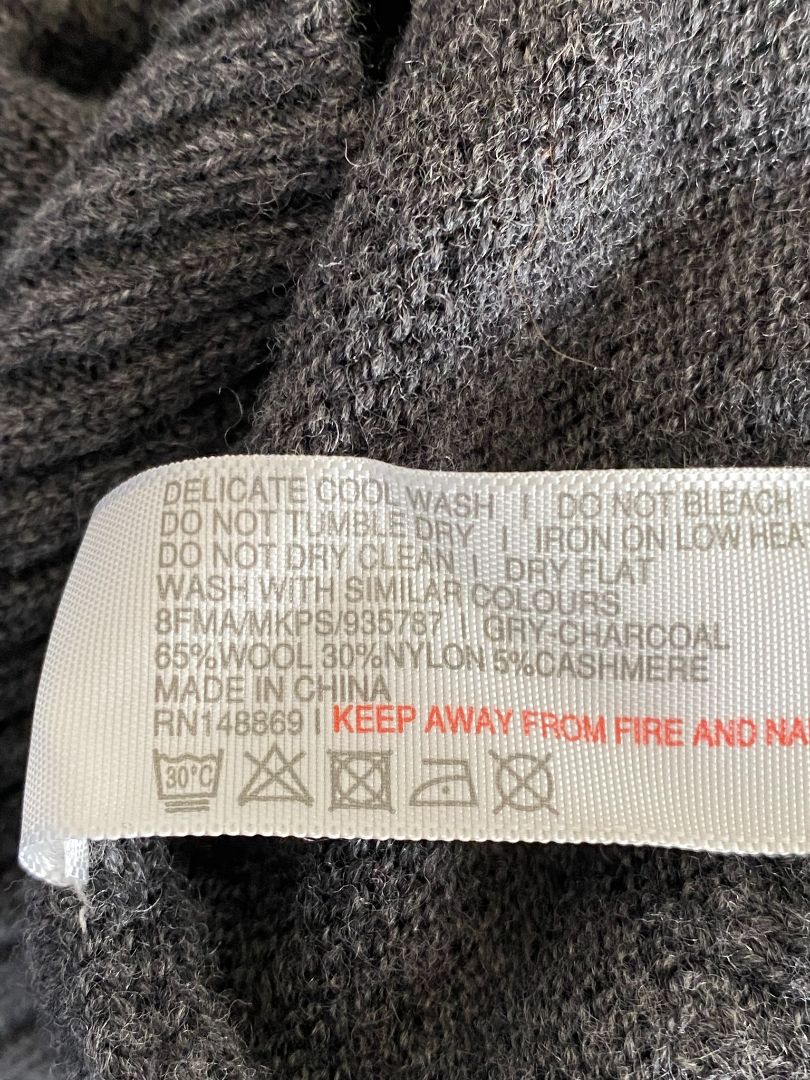 DELICATE COOL WASH | DO NOT BLEACH
DO NOT TUMBLE DRY | IRON ON LOW HEA
DO NOT DRY CLEAN | DRY FLAT
WASH WITH SIMILAR COLOURS
8FMA/MKPS/935787 | GRY-CHARCOAL
65%WOOL 30%NYLON 5%CASHMERE
MADE IN CHINA
RN148869 | KEEP AWAY FROM FIRE AND NA
30°C